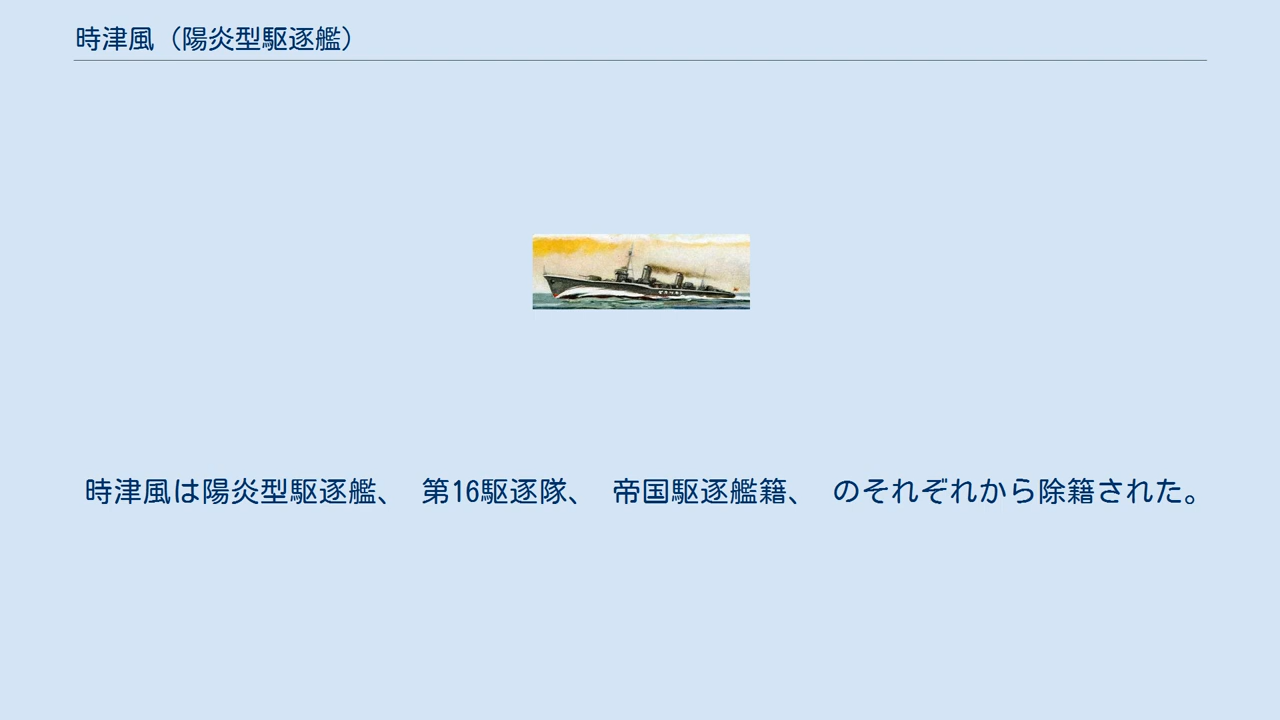 時津風（陽炎型駆逐艦）
時津風は陽炎型駆逐艦、 第16駆逐隊、 帝国駆逐艦籍、 のそれぞれから除籍された。